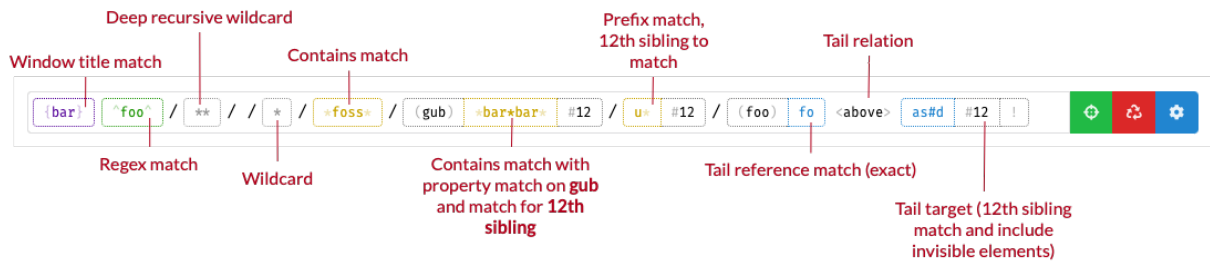 Deep recursive wildcard
Prefix match,
12th sibling to
match
Tail relation
Contains match
Window title match
{bar} ^foo^ / ** / / * / *foss* / (gub) *bar*bar* #12 / u* #12 / (foo) fo <above> as#d #12 !
Regex match
Wildcard
Contains match with
property match on gub
and match for 12th
sibling
Tail reference match (exact)
Tail target (12th sibling
match and include
invisible elements)